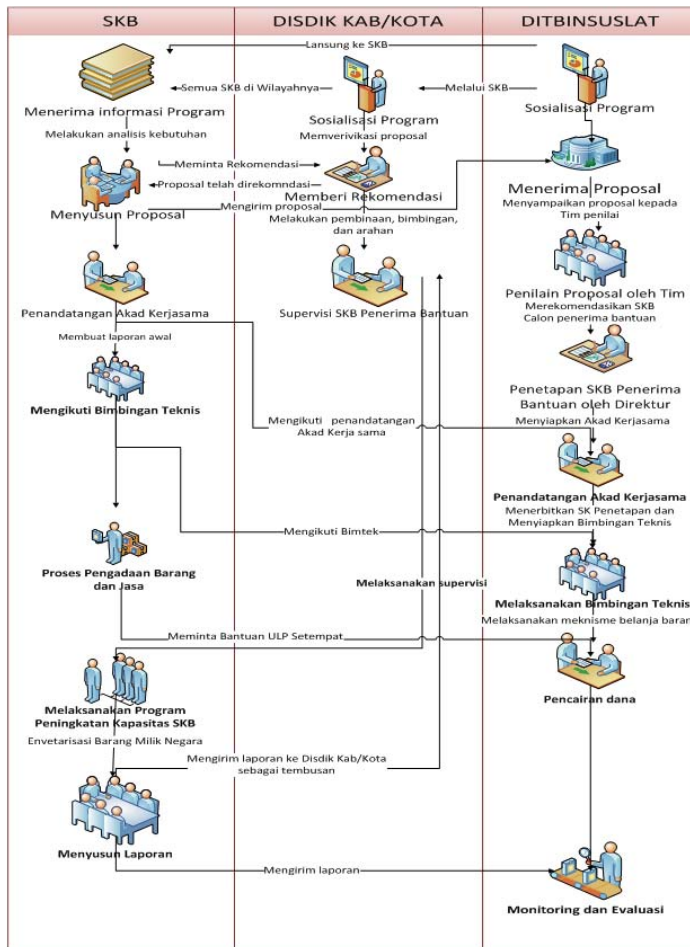 SKB
DISDIK KAB/KOTA
DITBINSUSLAT
Lansung ke SKB
Semua SKB di Wilayahnya
Melalui SKB
Menerima informasi Program
Sosialisasi Program
Sosialisasi Program
Melakukan analisis kebutuhan
Memverivikasi proposal
Meminta Rekomendasi
Proposal telah direkomndasi
Menyusun Proposal
Memberi Rekomendasi
Menerima Proposal
Mengirim proposal
Melakukan pembinaan, bimbingan,
dan arahan
Menyampaikan proposal kepada
Tim penilai
Penandatangan Akad Kerjasama
Supervisi SKB Penerima Bantuan
Penilain Proposal oleh Tim
Merekomendasikan SKB
Calon penerima bantuan
Membuat laporan awal
Mengikuti Bimbingan Teknis
Penetapan SKB Penerima
Bantuan oleh Direktur
Mengikuti penandatangan
Akad Kerja sama
Menyiapkan Akad Kerjasama
Penandatangan Akad Kerjasama
Menerbitkan SK Penetapan dan
Menyiapkan Bimbingan Teknis
Mengikuti Bimtek
Proses Pengadaan Barang
dan Jasa
Melaksanakan supervisi
Melaksanakan Bimbingan Teknis
Melaksanakan meknisme belanja baran
Meminta Bantuan ULP Setempat
Pencairan dana
Melaksanakan Program
Peningkatan Kapasitas SKB
Envetarisasi Barang Milik Negara
Mengirim laporan ke Disdik Kab/Kota
sebagai tembusan
Menyusun Laporan
Mengirim laporan
Monitoring dan Evaluasi